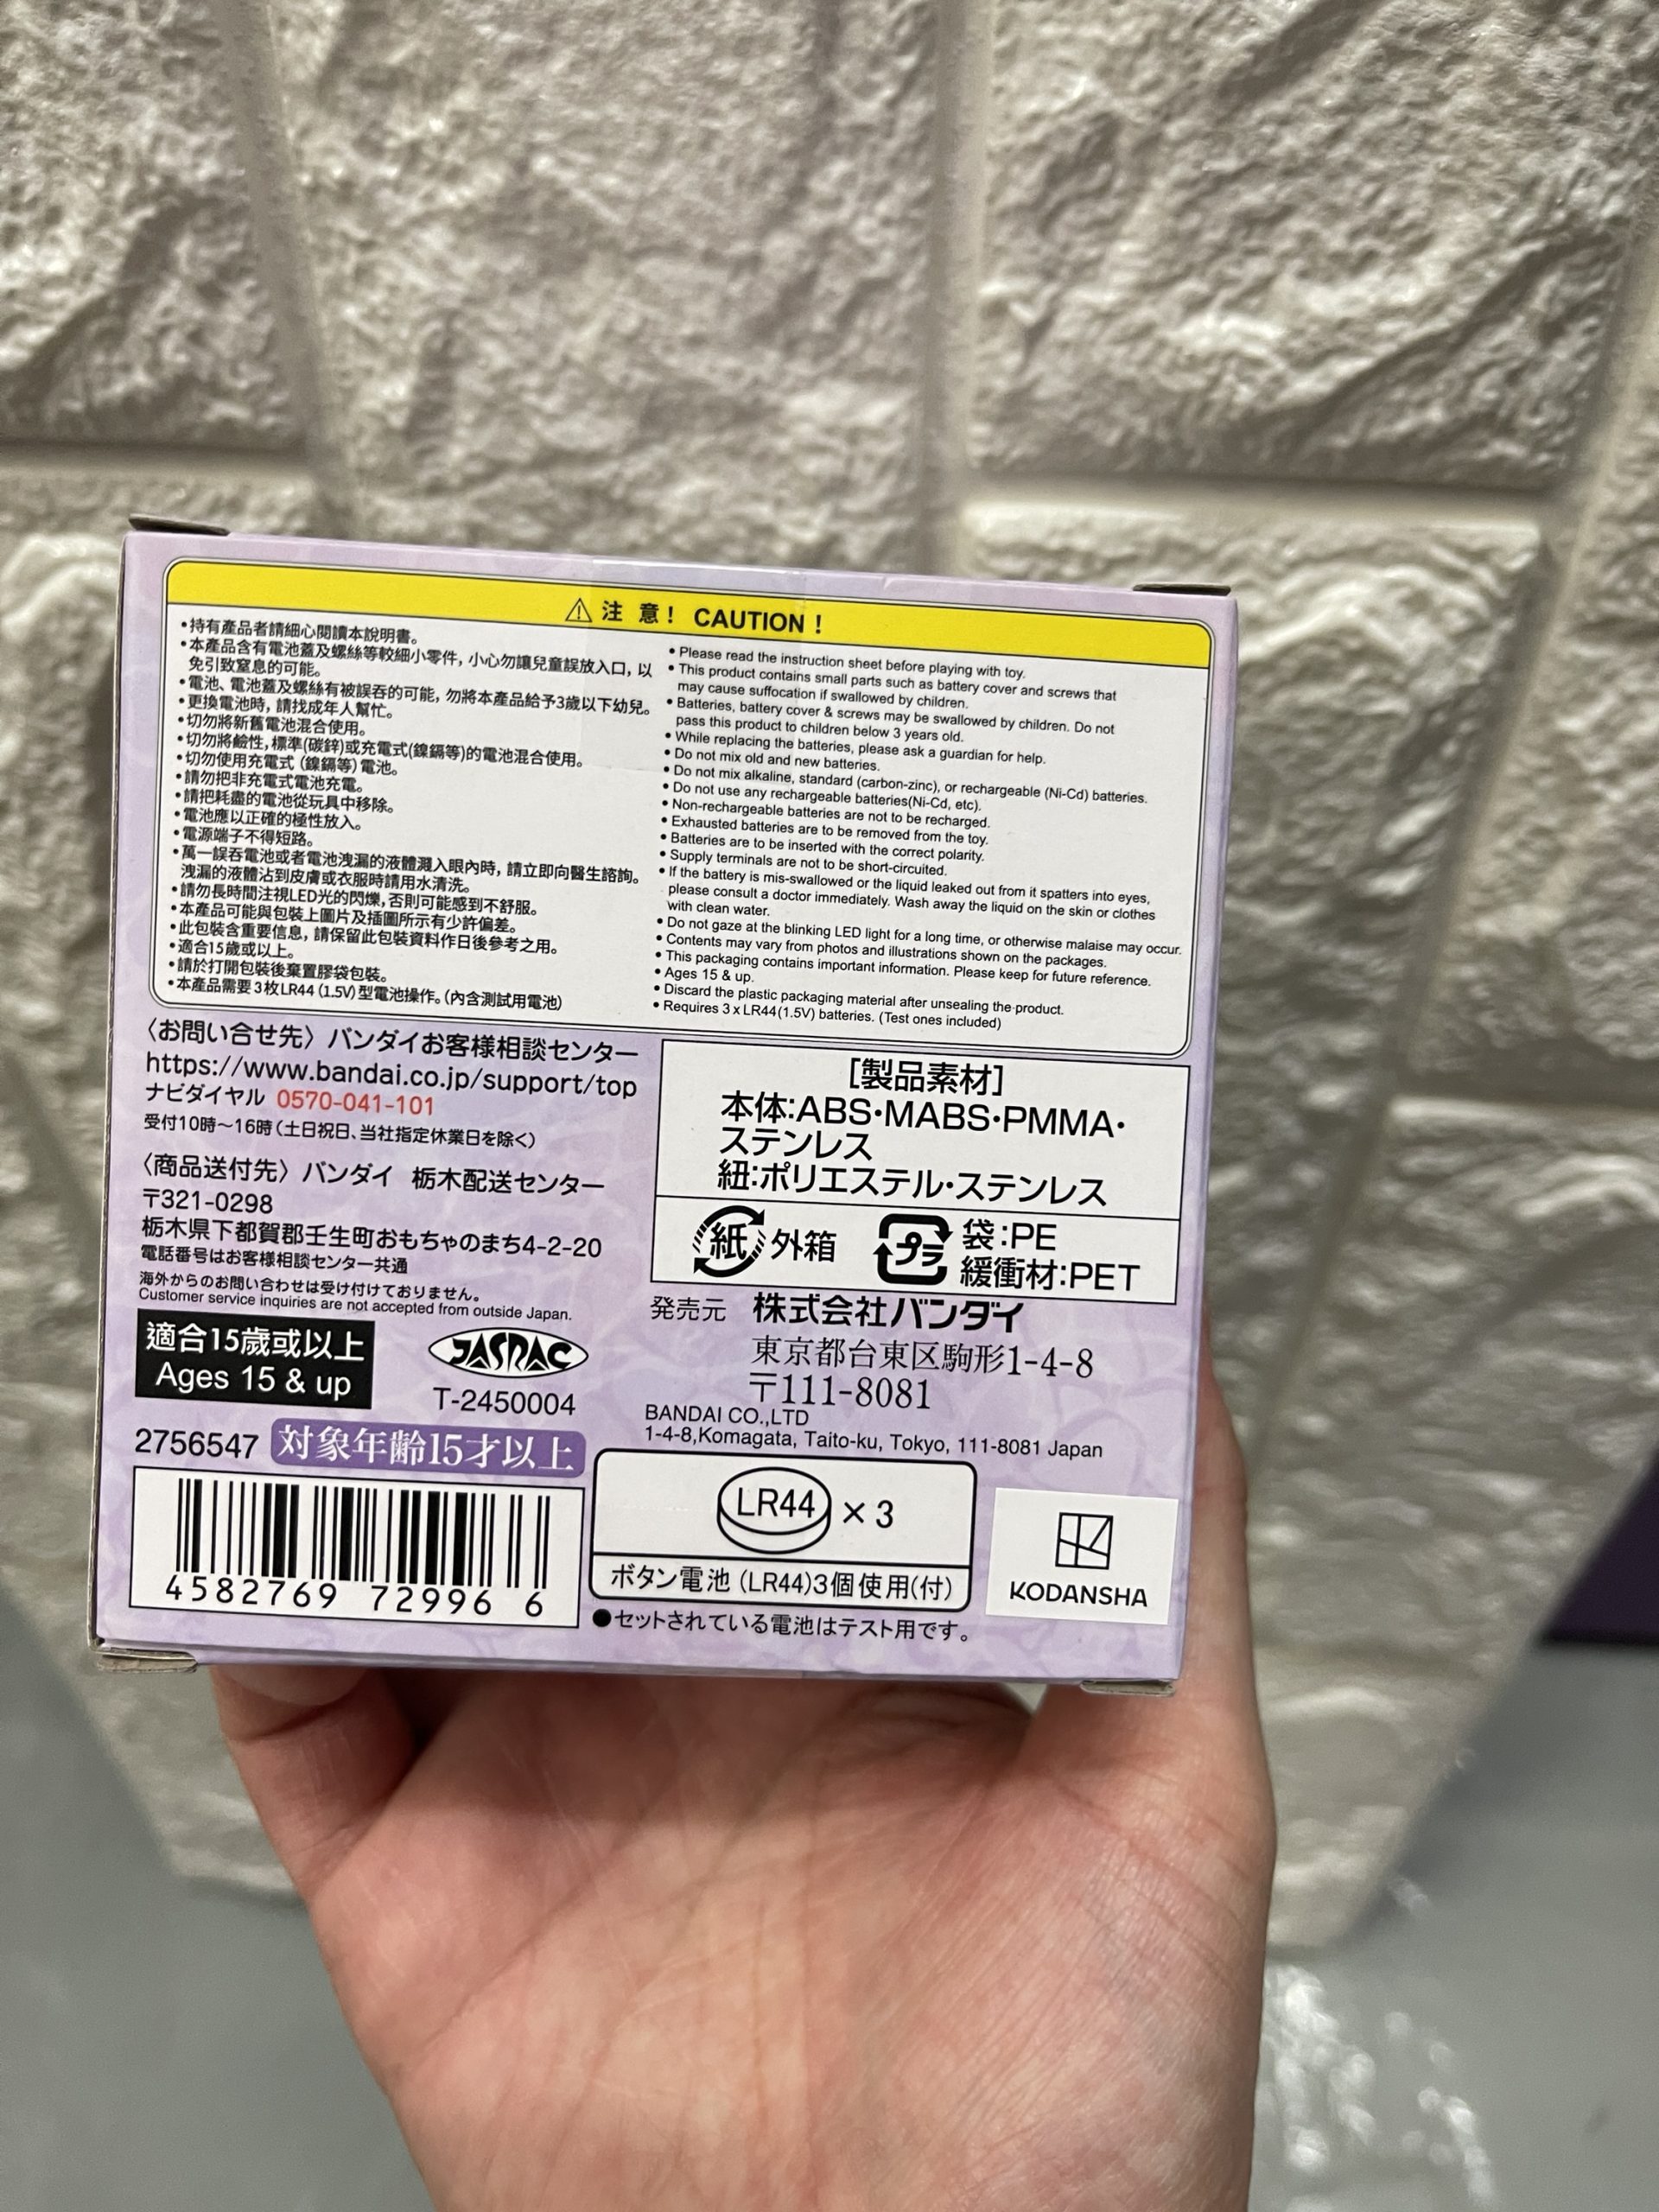 ⚠ 注 意! CAUTION !
•持有產品者請細心閱讀本說明書。
•本產品含有電池蓋及螺絲等較細小零件，小心勿讓兒童誤放入口，以
免引致窒息的可能。
•電池、電池蓋及螺絲有被誤吞的可能，勿將本產品給予3歲以下幼兒。
•更換電池時，請找成年人幫忙。
•切勿將新舊電池混合使用。
•切勿將鹼性，標準(碳鋅)或充電式(鎳鎘等)的電池混合使用。
•切勿使用充電式（鎳鎘等）電池。
•請勿把非充電式電池充電。
•請把耗盡的電池從玩具中移除。
•電池應以正確的極性放入。
•電源端子不得短路。
•萬一誤吞電池或者電池洩漏的液體濺入眼內時，請立即向醫生諮詢。
洩漏的液體沾到皮膚或衣服時請用水清洗。
•請勿長時間注視LED光的閃爍，否則可能感到不舒服。
•本產品可能與包裝上圖片及插圖所示有少許偏差。
•此包裝含重要信息，請保留此包裝資料作日後參考之用。
•適合15歲或以上。
•請於打開包裝後棄置膠袋包裝。
•本產品需要3枚LR44（1.5V）型電池操作。（內含測試用電池）
• Please read the instruction sheet before playing with toy.
• This product contains small parts such as battery cover and screws that
may cause suffocation if swallowed by children.
• Batteries, battery cover & screws may be swallowed by children. Do not
pass this product to children below 3 years old.
• While replacing the batteries, please ask a guardian for help.
• Do not mix old and new batteries.
• Do not mix alkaline, standard (carbon-zinc), or rechargeable (Ni-Cd) batteries.
• Do not use any rechargeable batteries(Ni-Cd, etc).
• Non-rechargeable batteries are not to be recharged.
• Exhausted batteries are to be removed from the toy.
• Batteries are to be inserted with the correct polarity.
• Supply terminals are not to be short-circuited.
• If the battery is mis-swallowed or the liquid leaked out from it spatters into eyes,
please consult a doctor immediately. Wash away the liquid on the skin or clothes
with clean water.
• Do not gaze at the blinking LED light for a long time, or otherwise malaise may occur.
• Contents may vary from photos and illustrations shown on the packages.
• This packaging contains important information. Please keep for future reference.
• Ages 15 & up.
• Discard the plastic packaging material after unsealing the product.
• Requires 3 x LR44(1.5V) batteries. (Test ones included)
〈お問い合せ先〉バンダイお客様相談センター
https://www.bandai.co.jp/support/top
ナビダイヤル 0570-041-101
受付10時～16時（土日祝日、当社指定休業日を除く）
〈商品送付先〉バンダイ 栃木配送センター
〒321-0298
栃木県下都賀郡壬生町おもちゃのまち4-2-20
電話番号はお客様相談センター共通
海外からのお問い合わせは受け付けておりません。
Customer service inquiries are not accepted from outside Japan.
適合15歲或以上
Ages 15 & up
JASRAC
T-2450004
2756547 対象年齢15才以上
4582769 72996 6
[製品素材]
本体:ABS・MABS・PMMA・
ステンレス
紐:ポリエステル・ステンレス
紙 外箱
プラ 袋:PE
緩衝材:PET
発売元 株式会社バンダイ
東京都台東区駒形1-4-8
〒111-8081
BANDAI CO.,LTD
1-4-8,Komagata, Taito-ku, Tokyo, 111-8081 Japan
LR44 × 3
ボタン電池（LR44)3個使用(付)
●セットされている電池はテスト用です。
KODANSHA